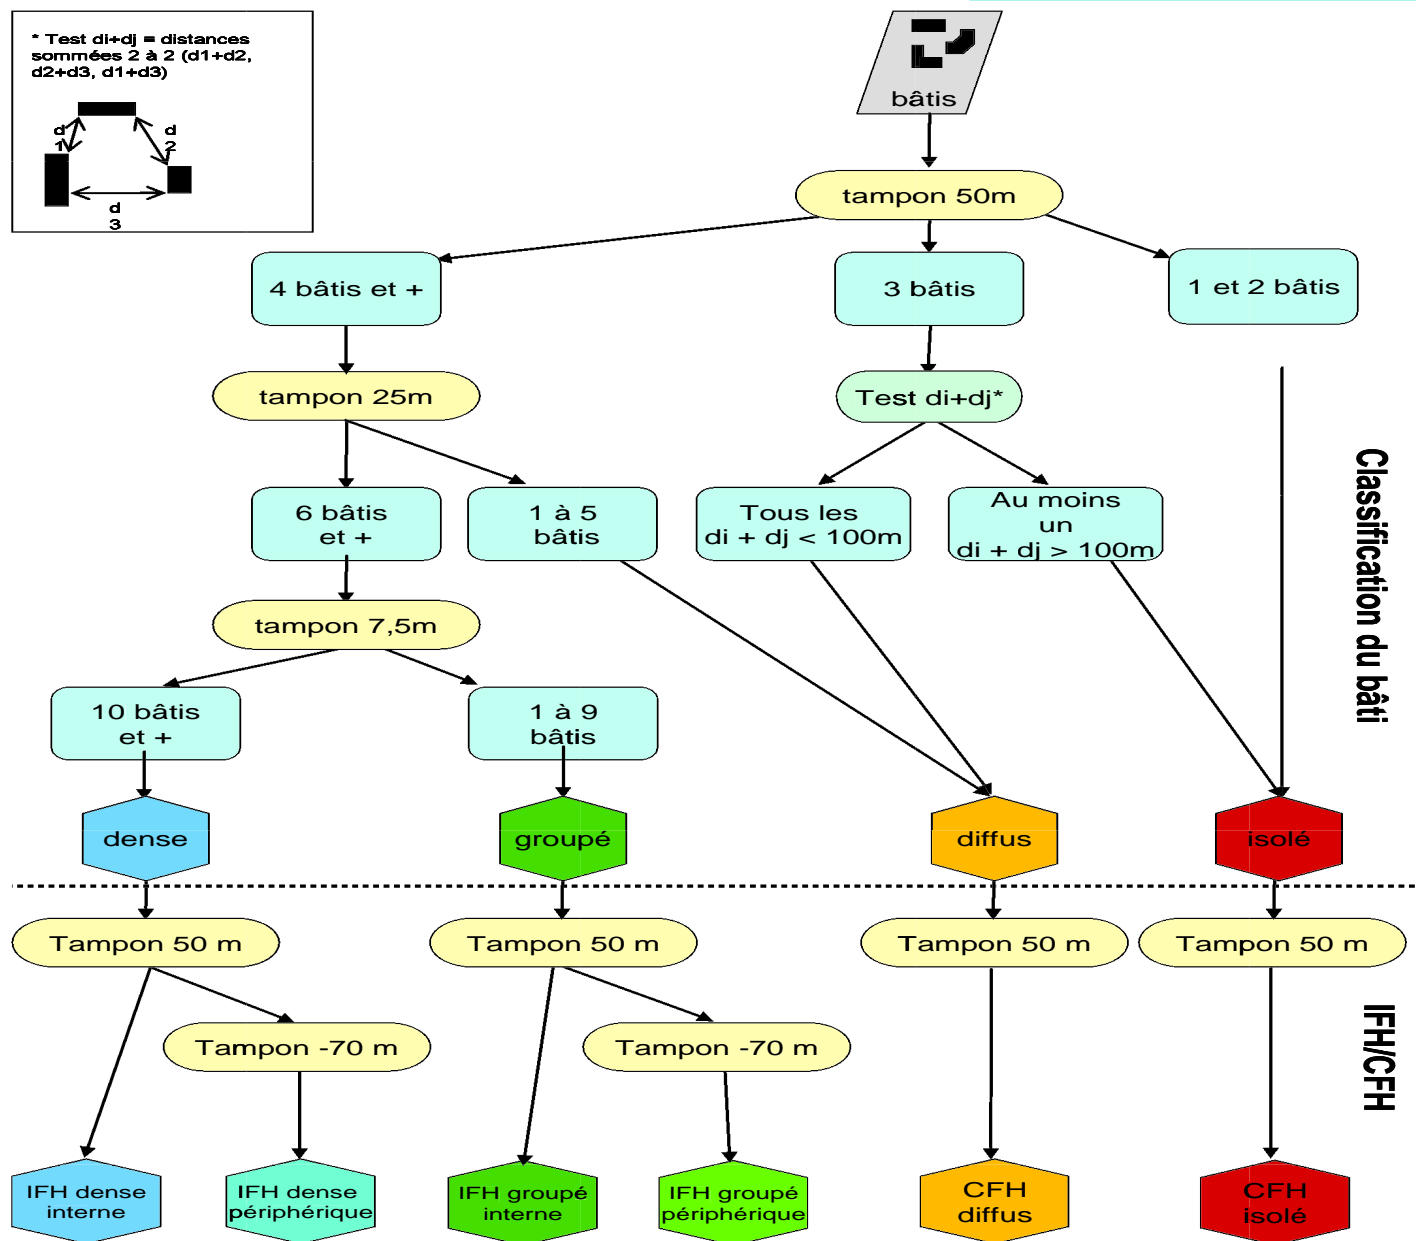 * Test di+dj = distances
sommées 2 à 2 (d1+d2,
d2+d3, d1+d3)
d
1
d
2
d
3
bâtis
tampon 50m
4 bâtis et +
3 bâtis
1 et 2 bâtis
tampon 25m
Test di+dj*
6 bâtis
et +
1 à 5
bâtis
Tous les
di + dj < 100m
Au moins
un
di + dj > 100m
tampon 7,5m
10 bâtis
et +
1 à 9
bâtis
Classification du bâti
dense
groupé
diffus
isolé
Tampon 50 m
Tampon 50 m
Tampon 50 m
Tampon 50 m
Tampon -70 m
Tampon -70 m
IFH/CFH
IFH dense
interne
IFH dense
périphérique
IFH groupé
interne
IFH groupé
périphérique
CFH
diffus
CFH
isolé